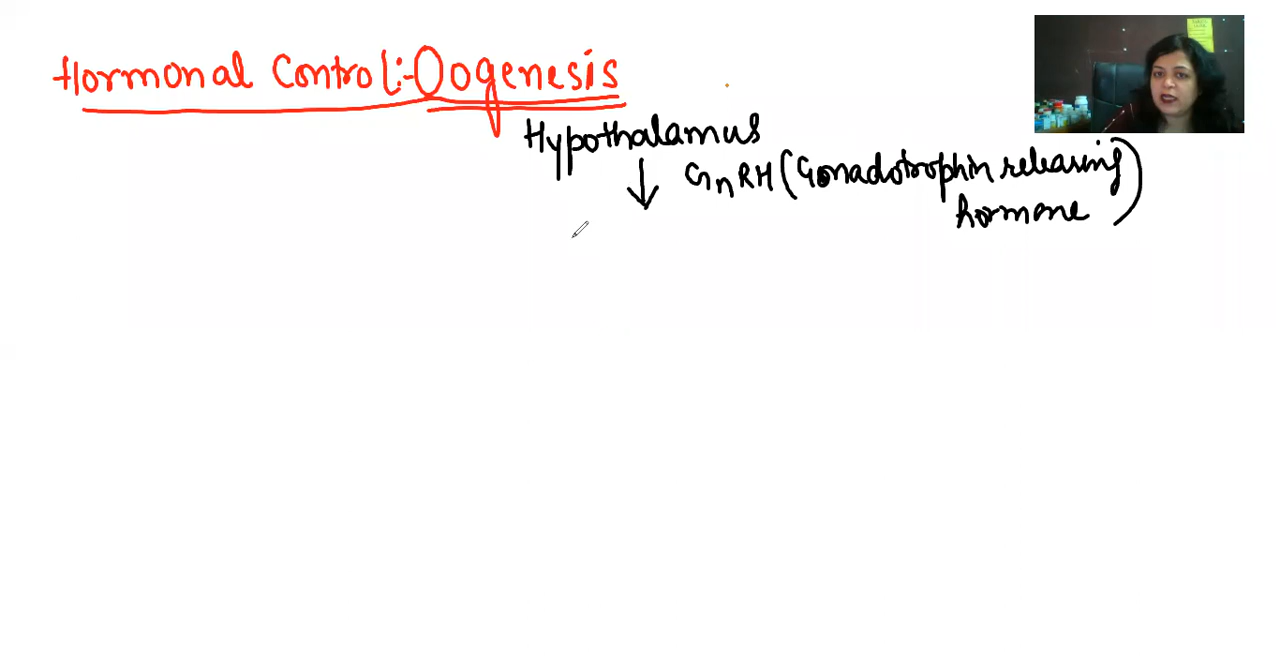 Hormonal Control:-Oogenesis
Hypothalamus
↓ GnRH (Gonadotrophin releasing
hormone)